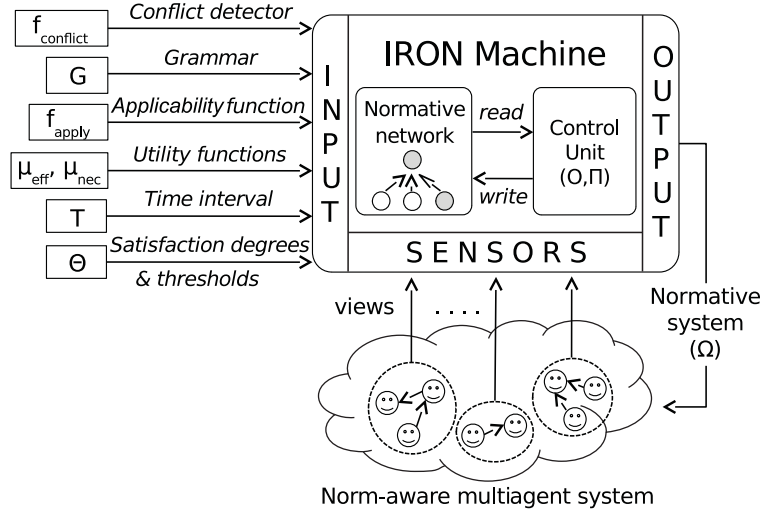 f_conflict
Conflict detector
G
Grammar
f_apply
Applicability function
μ_eff, μ_nec
Utility functions
T
Time interval
Θ
Satisfaction degrees
& thresholds
INPUT
IRON Machine
Normative
network
read
write
Control
Unit
(O,Π)
OUTPUT
SENSORS
views
. . . . .
Normative
system
(Ω)
Norm-aware multiagent system